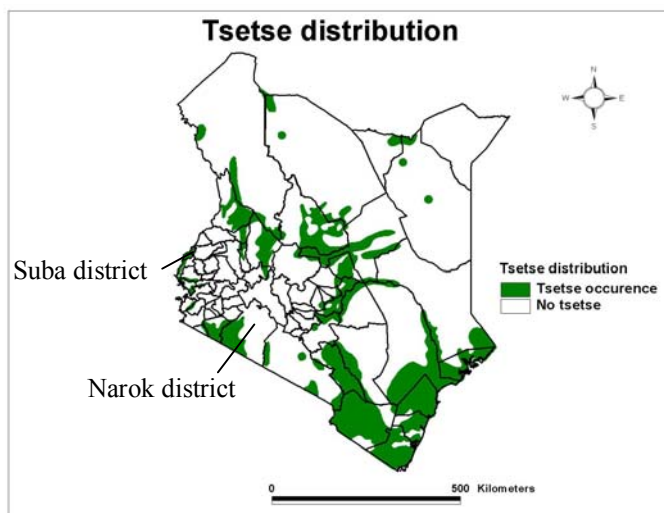 Tsetse distribution
N
W E
S
Suba district
Tsetse distribution
Tsetse occurence
No tsetse
Narok district
0 500 Kilometers